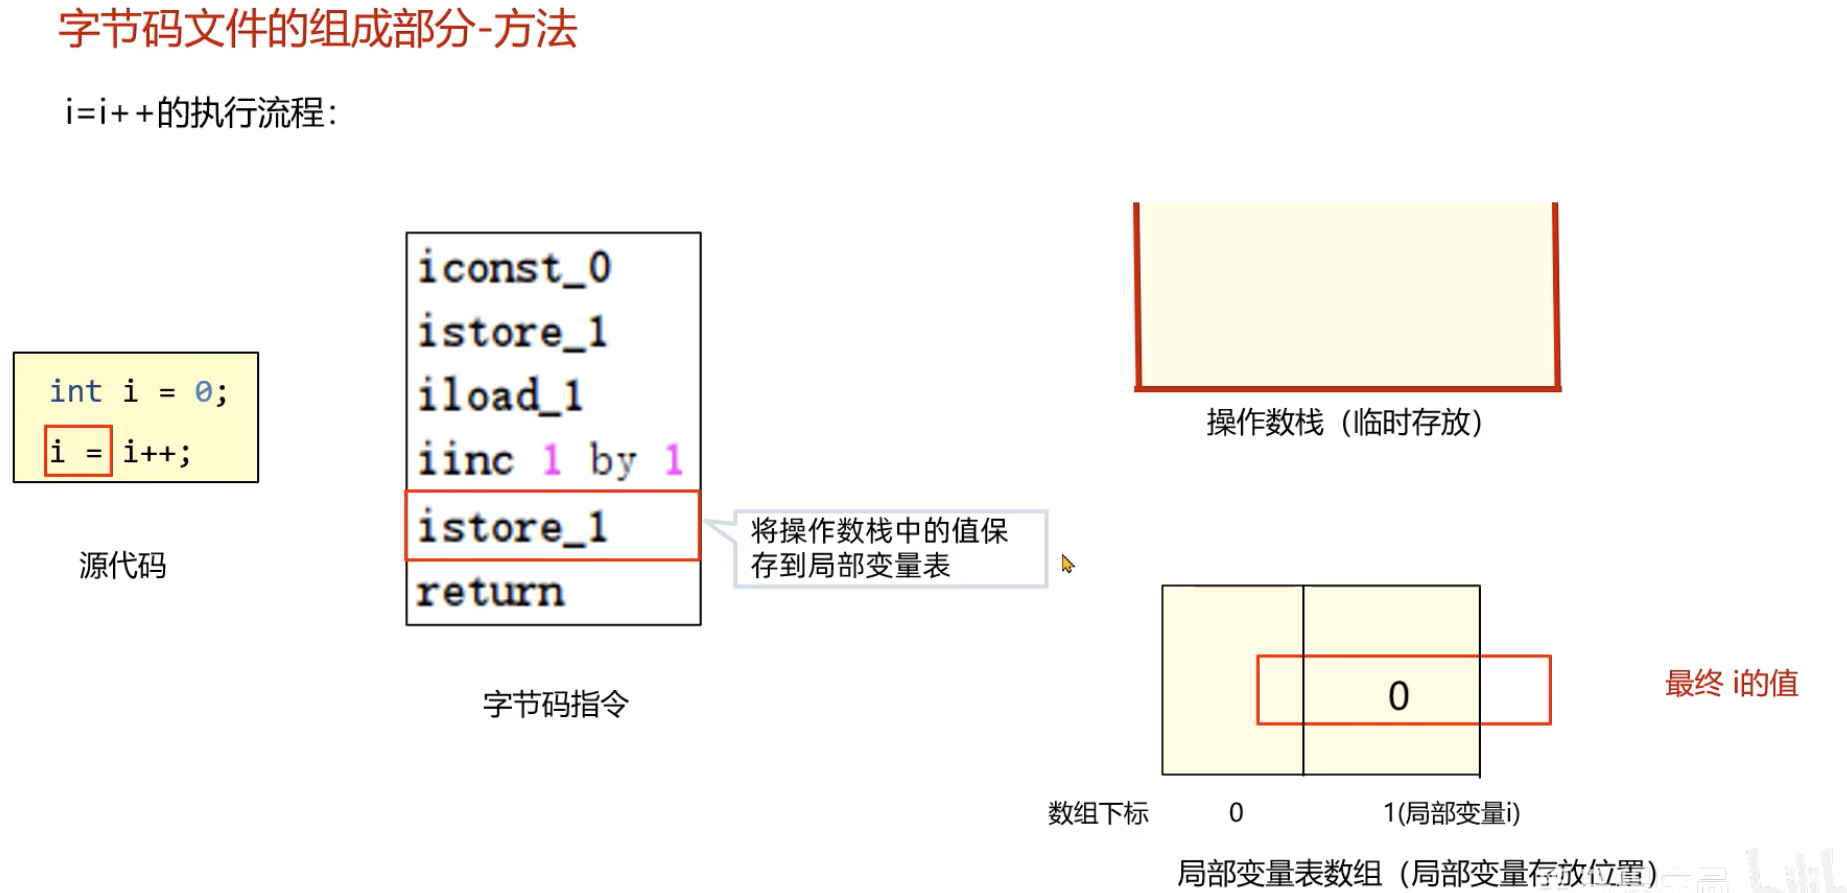 字节码文件的组成部分-方法
i=i++的执行流程：
int i = 0;
i = i++;
源代码
iconst_0
istore_1
iload_1
iinc 1 by 1
istore_1
return
字节码指令
将操作数栈中的值保
存到局部变量表
操作数栈（临时存放）
0
最终 i的值
数组下标 0 1(局部变量i)
局部变量表数组（局部变量存放位置）